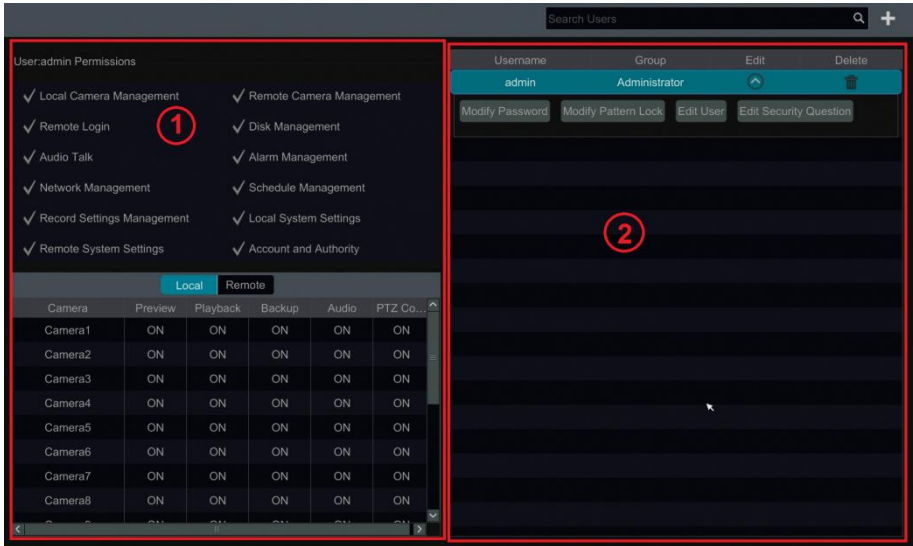 Search Users
User:admin Permissions
Local Camera Management Remote Camera Management
Remote Login Disk Management
Audio Talk Alarm Management
Network Management Schedule Management
Record Settings Management Local System Settings
Remote System Settings Account and Authority
1
Local Remote
Camera Preview Playback Backup Audio PTZ Co...
Camera1 ON ON ON ON ON
Camera2 ON ON ON ON ON
Camera3 ON ON ON ON ON
Camera4 ON ON ON ON ON
Camera5 ON ON ON ON ON
Camera6 ON ON ON ON ON
Camera7 ON ON ON ON ON
Camera8 ON ON ON ON ON
Username Group Edit Delete
admin Administrator
Modify Password Modify Pattern Lock Edit User Edit Security Question
2